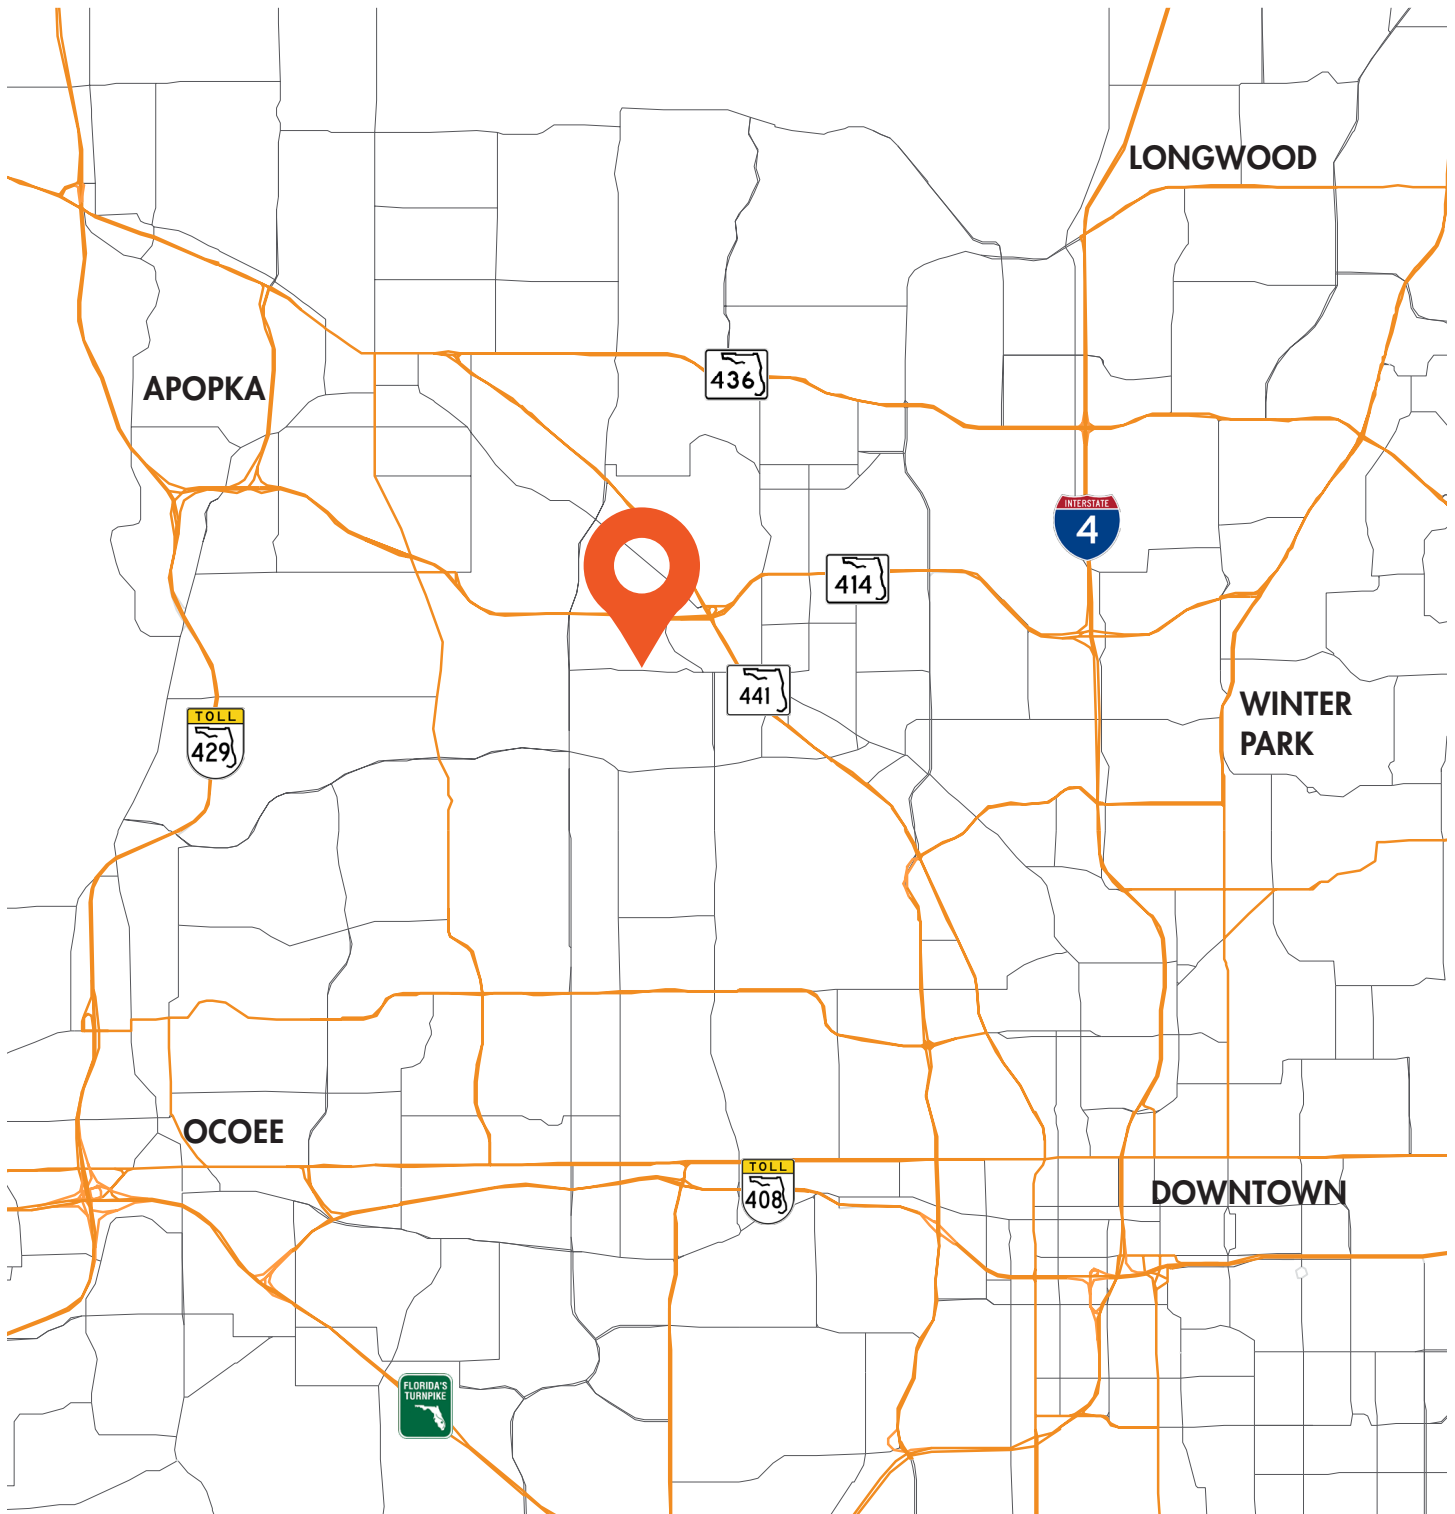 LONGWOOD
436
APOPKA
INTERSTATE
4
414
441
WINTER
PARK
TOLL
429
OCOEE
TOLL
408
DOWNTOWN
FLORIDA'S
TURNPIKE